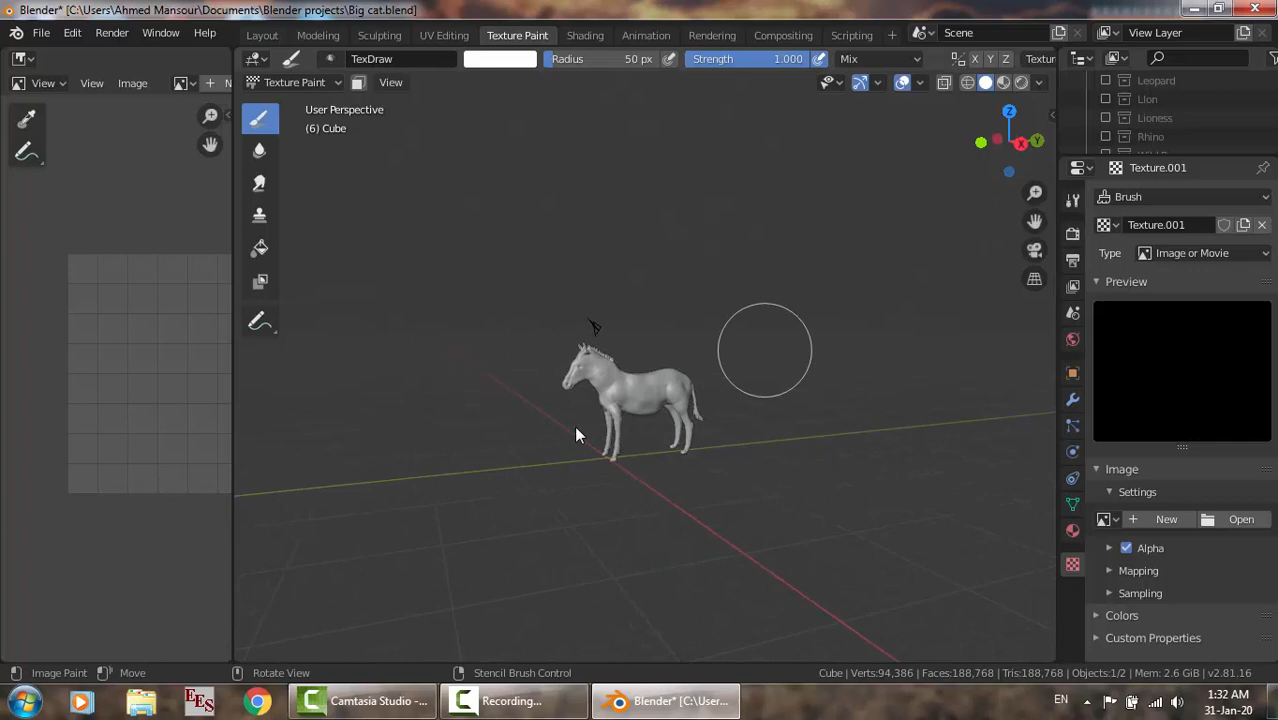 Blender* [C:\Users\Ahmed Mansour\Documents\Blender projects\Big cat.blend]
File Edit Render Window Help Layout Modeling Sculpting UV Editing Texture Paint Shading Animation Rendering Compositing Scripting + Scene View Layer
TexDraw Radius 50 px Strength 1.000 Mix X Y Z Textur
View View Image + N Texture Paint View
Leopard
LIon
Lioness
Rhino
User Perspective
(6) Cube
Z
X
Y
Texture.001
Brush
Texture.001
Type Image or Movie
Preview
Image
Settings
+ New Open
Alpha
Mapping
Sampling
Colors
Custom Properties
Image Paint Move Rotate View Stencil Brush Control Cube | Verts:94,386 | Faces:188,768 | Tris:188,768 | Objects:1/2 | Mem: 2.6 GiB | v2.81.16
EES Camtasia Studio -... Recording... Blender* [C:\User... EN 1:32 AM
31-Jan-20